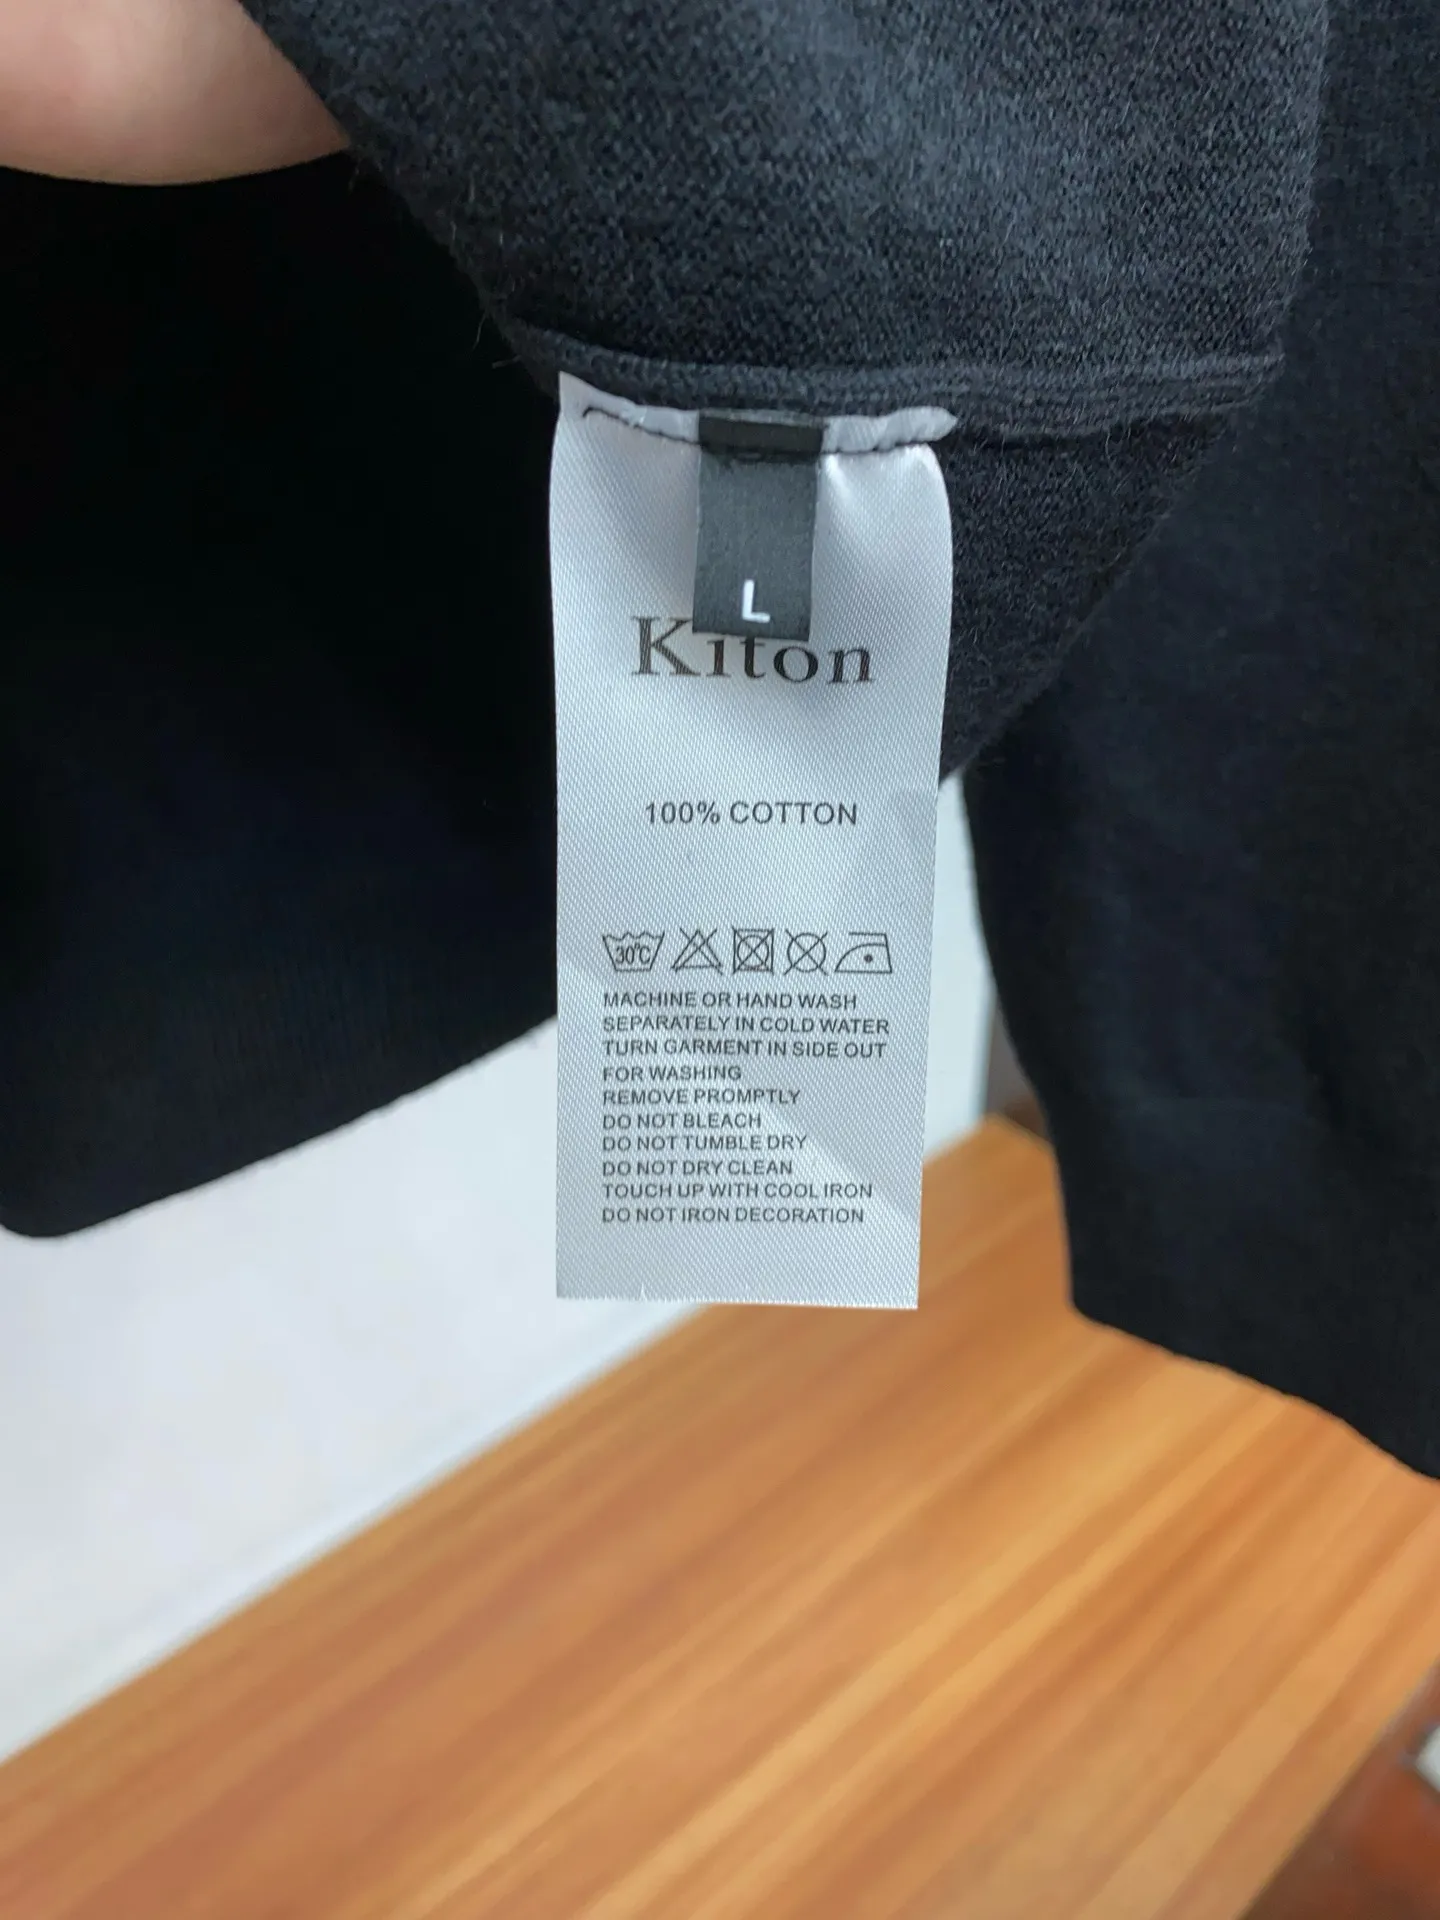 L
Kiton
100% COTTON
30°C
MACHINE OR HAND WASH
SEPARATELY IN COLD WATER
TURN GARMENT IN SIDE OUT
FOR WASHING
REMOVE PROMPTLY
DO NOT BLEACH
DO NOT TUMBLE DRY
DO NOT DRY CLEAN
TOUCH UP WITH COOL IRON
DO NOT IRON DECORATION